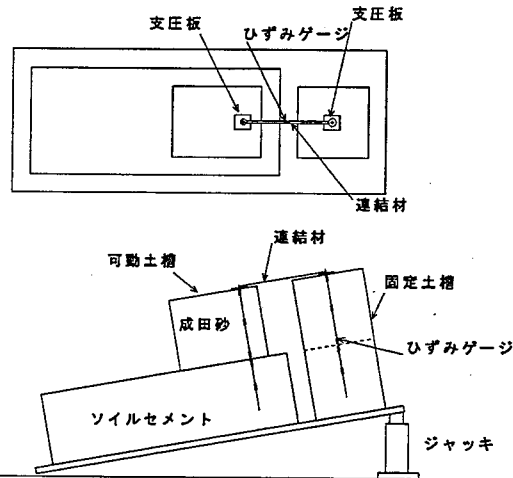 支圧板
ひずみゲージ
支圧板
連結材
連結材
可動土槽
固定土槽
成田砂
ひずみゲージ
ソイルセメント
ジャッキ